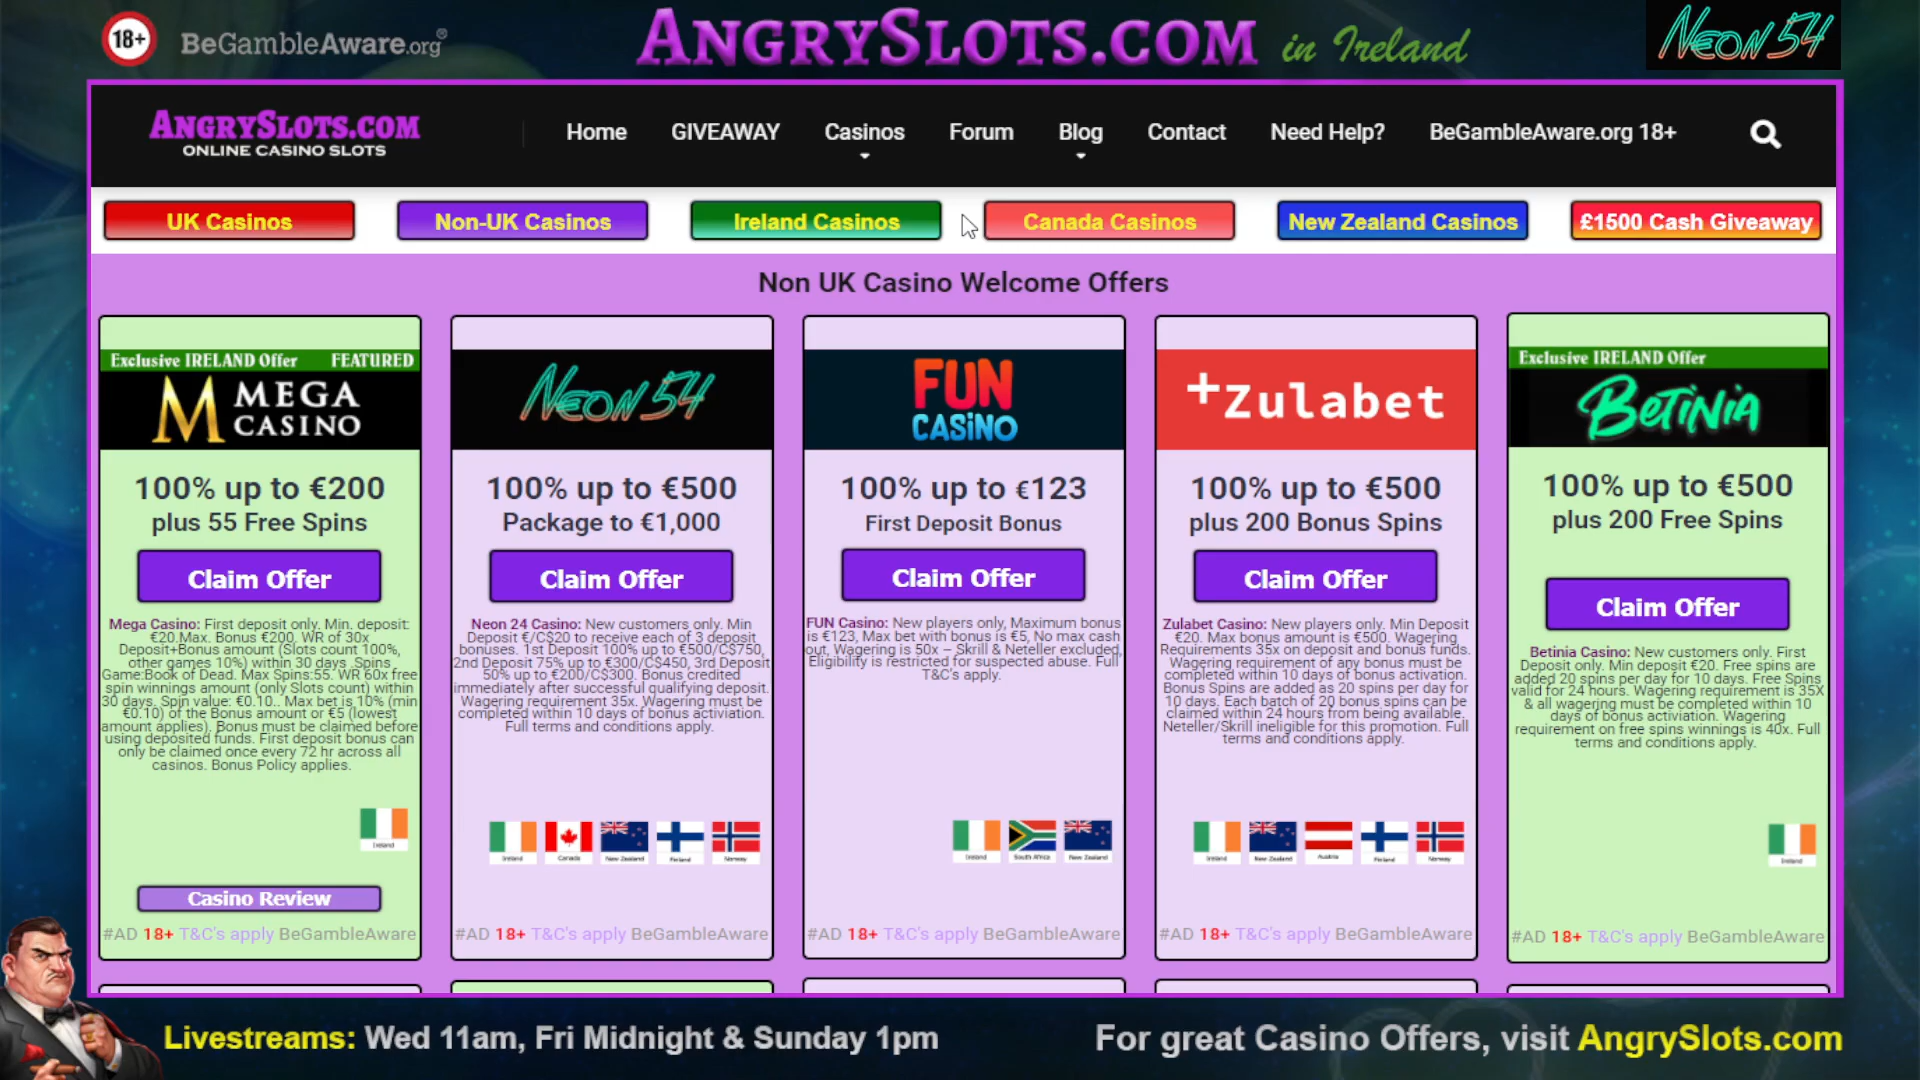 18+
BeGambleAware.org®
AngrySlots.com in Ireland
Neon54
AngrySlots.com
ONLINE CASINO SLOTS
Home
GIVEAWAY
Casinos
Forum
Blog
Contact
Need Help?
BeGambleAware.org 18+
UK Casinos
Non-UK Casinos
Ireland Casinos
Canada Casinos
New Zealand Casinos
£1500 Cash Giveaway
Non UK Casino Welcome Offers
Exclusive IRELAND Offer FEATURED
MEGA
CASINO
100% up to €200
plus 55 Free Spins
Claim Offer
Mega Casino: First deposit only. Min. deposit:
€20.Max. Bonus €200. WR of 30x
Deposit+Bonus amount (Slots count 100%,
other games 10%) within 30 days .Spins
Game:Book of Dead. Max Spins:55. WR 60x free
spin winnings amount (only Slots count) within
30 days. Spin value: €0.10.. Max bet is 10% (min
€0.10) of the Bonus amount or €5 (lowest
amount applies). Bonus must be claimed before
using deposited funds. First deposit bonus can
only be claimed once every 72 hr across all
casinos. Bonus Policy applies.
Ireland
Casino Review
#AD 18+ T&C's apply BeGambleAware
Neon54
100% up to €500
Package to €1,000
Claim Offer
Neon 24 Casino: New customers only. Min
Deposit €/C$20 to receive each of 3 deposit
bonuses. 1st Deposit 100% up to €500/C$750,
2nd Deposit 75% up to €300/C$450, 3rd Deposit
50% up to €200/C$300. Bonus credited
immediately after successful qualifying deposit.
Wagering requirement 35x. Wagering must be
completed within 10 days of bonus activiation.
Full terms and conditions apply.
Ireland
Canada
New Zealand
Finland
Norway
#AD 18+ T&C's apply BeGambleAware
FUN
CASiNO
100% up to €123
First Deposit Bonus
Claim Offer
FUN Casino: New players only, Maximum bonus
is €123, Max bet with bonus is €5, No max cash
out, Wagering is 50x – Skrill & Neteller excluded,
Eligibility is restricted for suspected abuse. Full
T&C's apply.
Ireland
South Africa
New Zealand
#AD 18+ T&C's apply BeGambleAware
+Zulabet
100% up to €500
plus 200 Bonus Spins
Claim Offer
Zulabet Casino: New players only. Min Deposit
€20. Max bonus amount is €500. Wagering
Requirements 35x on deposit and bonus funds.
Wagering requirement of any bonus must be
completed within 10 days of bonus activation.
Bonus Spins are added as 20 spins per day for
10 days. Each batch of 20 bonus spins can be
claimed within 24 hours from being available.
Neteller/Skrill ineligible for this promotion. Full
terms and conditions apply.
Ireland
New Zealand
Austria
Finland
Norway
#AD 18+ T&C's apply BeGambleAware
Exclusive IRELAND Offer
Betinia
100% up to €500
plus 200 Free Spins
Claim Offer
Betinia Casino: New customers only. First
Deposit only. Min deposit €20. Free spins are
added 20 spins per day for 10 days. Free Spins
valid for 24 hours. Wagering requirement is 35X
& all wagering must be completed within 10
days of bonus activiation. Wagering
requirement on free spins winnings is 40x. Full
terms and conditions apply.
Ireland
#AD 18+ T&C's apply BeGambleAware
Livestreams: Wed 11am, Fri Midnight & Sunday 1pm
For great Casino Offers, visit AngrySlots.com